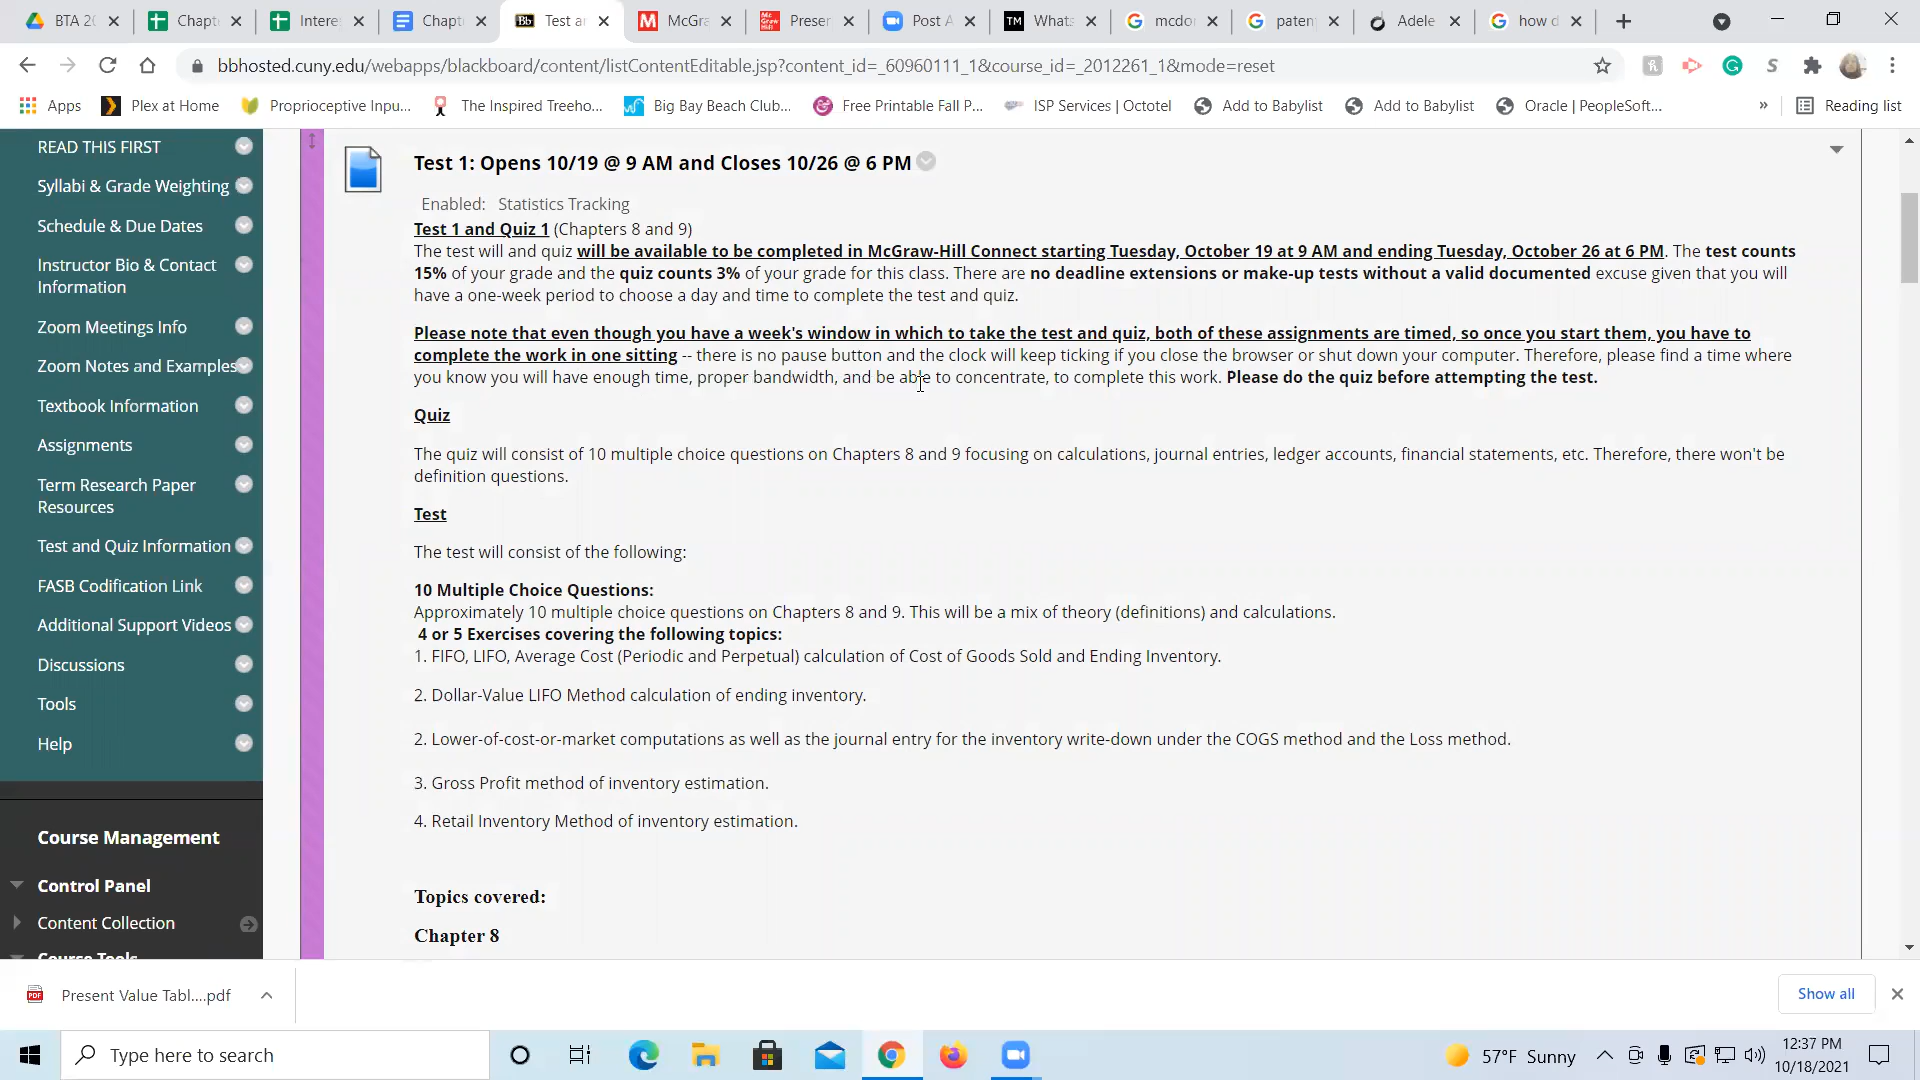 BTA 20
Chapt
Intere
Chapt
Test an
McGra
Presen
Post A
Whats
mcdor
paten
Adele
how d
bbhosted.cuny.edu/webapps/blackboard/content/listContentEditable.jsp?content_id=_60960111_1&course_id=_2012261_1&mode=reset
Apps
Plex at Home
Proprioceptive Inpu...
The Inspired Treeho...
Big Bay Beach Club...
Free Printable Fall P...
ISP Services | Octotel
Add to Babylist
Add to Babylist
Oracle | PeopleSoft...
»
Reading list
READ THIS FIRST
Syllabi & Grade Weighting
Schedule & Due Dates
Instructor Bio & Contact
Information
Zoom Meetings Info
Zoom Notes and Examples
Textbook Information
Assignments
Term Research Paper
Resources
Test and Quiz Information
FASB Codification Link
Additional Support Videos
Discussions
Tools
Help
Course Management
Control Panel
Content Collection
Course Tools
Test 1: Opens 10/19 @ 9 AM and Closes 10/26 @ 6 PM
Enabled: Statistics Tracking
Test 1 and Quiz 1 (Chapters 8 and 9)
The test will and quiz will be available to be completed in McGraw-Hill Connect starting Tuesday, October 19 at 9 AM and ending Tuesday, October 26 at 6 PM. The test counts
15% of your grade and the quiz counts 3% of your grade for this class. There are no deadline extensions or make-up tests without a valid documented excuse given that you will
have a one-week period to choose a day and time to complete the test and quiz.
Please note that even though you have a week's window in which to take the test and quiz, both of these assignments are timed, so once you start them, you have to
complete the work in one sitting -- there is no pause button and the clock will keep ticking if you close the browser or shut down your computer. Therefore, please find a time where
you know you will have enough time, proper bandwidth, and be able to concentrate, to complete this work. Please do the quiz before attempting the test.
Quiz
The quiz will consist of 10 multiple choice questions on Chapters 8 and 9 focusing on calculations, journal entries, ledger accounts, financial statements, etc. Therefore, there won't be
definition questions.
Test
The test will consist of the following:
10 Multiple Choice Questions:
Approximately 10 multiple choice questions on Chapters 8 and 9. This will be a mix of theory (definitions) and calculations.
4 or 5 Exercises covering the following topics:
1. FIFO, LIFO, Average Cost (Periodic and Perpetual) calculation of Cost of Goods Sold and Ending Inventory.
2. Dollar-Value LIFO Method calculation of ending inventory.
2. Lower-of-cost-or-market computations as well as the journal entry for the inventory write-down under the COGS method and the Loss method.
3. Gross Profit method of inventory estimation.
4. Retail Inventory Method of inventory estimation.
Topics covered:
Chapter 8
Present Value Tabl....pdf
Show all
Type here to search
57°F Sunny
12:37 PM
10/18/2021